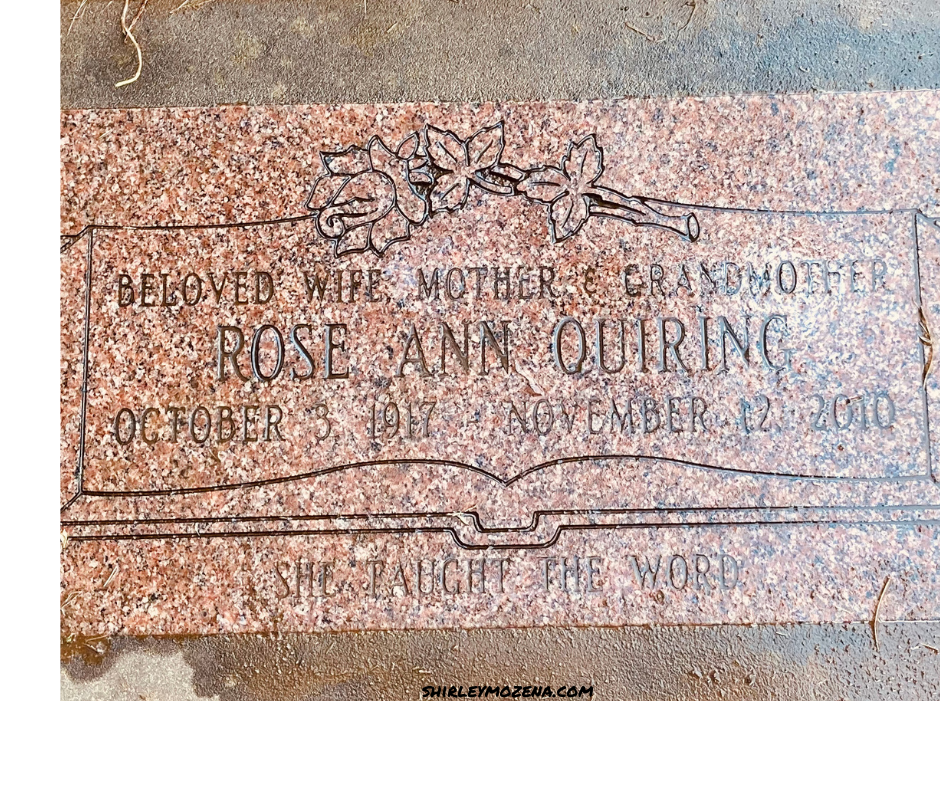 BELOVED WIFE, MOTHER & GRANDMOTHER
ROSE ANN QUIRING
OCTOBER 3, 1917 - NOVEMBER 12, 2010
SHE TAUGHT THE WORD
SHIRLEYMOZENA.COM